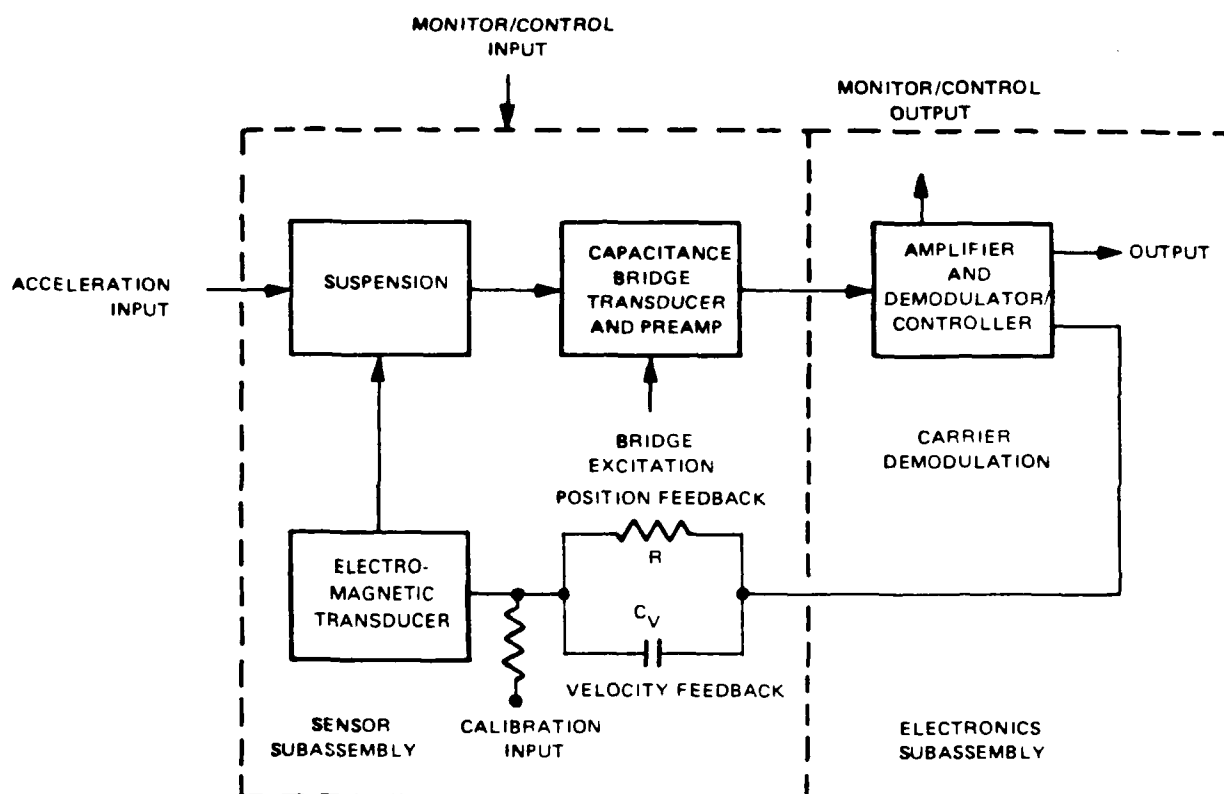 MONITOR/CONTROL
INPUT
MONITOR/CONTROL
OUTPUT
ACCELERATION
INPUT
SUSPENSION
CAPACITANCE
BRIDGE
TRANSDUCER
AND PREAMP
AMPLIFIER
AND
DEMODULATOR/
CONTROLLER
OUTPUT
BRIDGE
EXCITATION
CARRIER
DEMODULATION
POSITION FEEDBACK
R
ELECTRO-
MAGNETIC
TRANSDUCER
CV
VELOCITY FEEDBACK
SENSOR
SUBASSEMBLY
CALIBRATION
INPUT
ELECTRONICS
SUBASSEMBLY